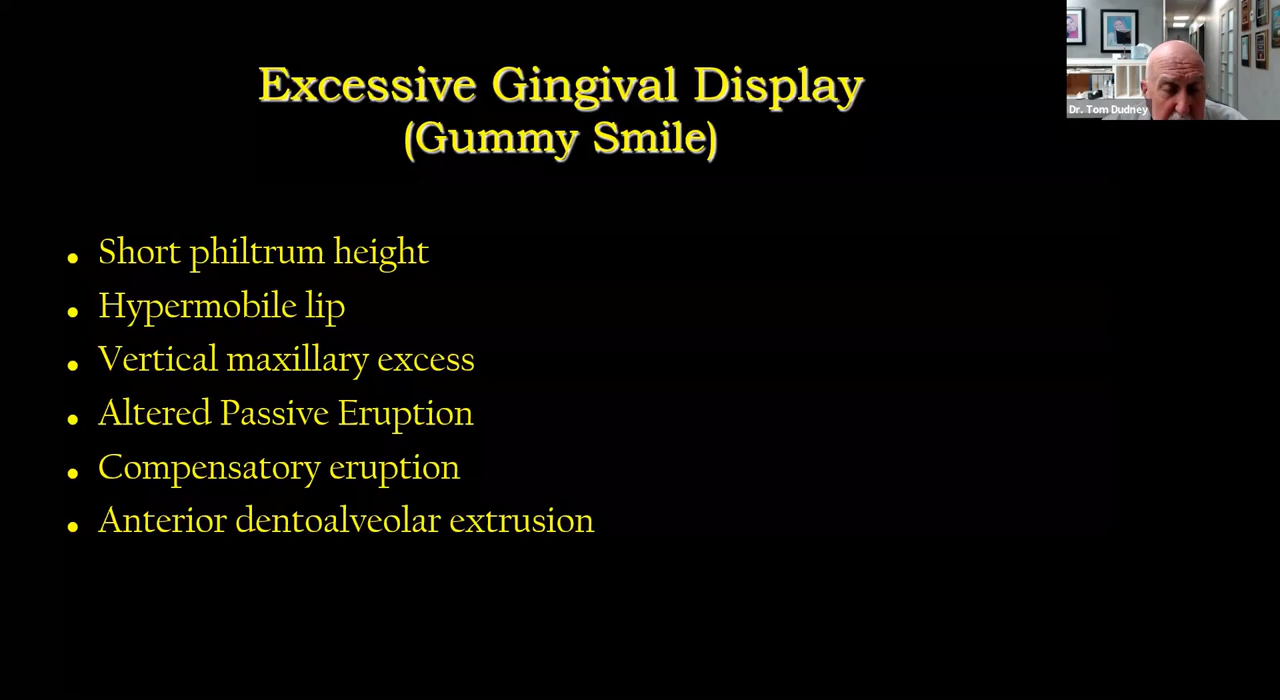 Excessive Gingival Display
(Gummy Smile)
Dr. Tom Dudney
• Short philtrum height
• Hypermobile lip
• Vertical maxillary excess
• Altered Passive Eruption
• Compensatory eruption
• Anterior dentoalveolar extrusion